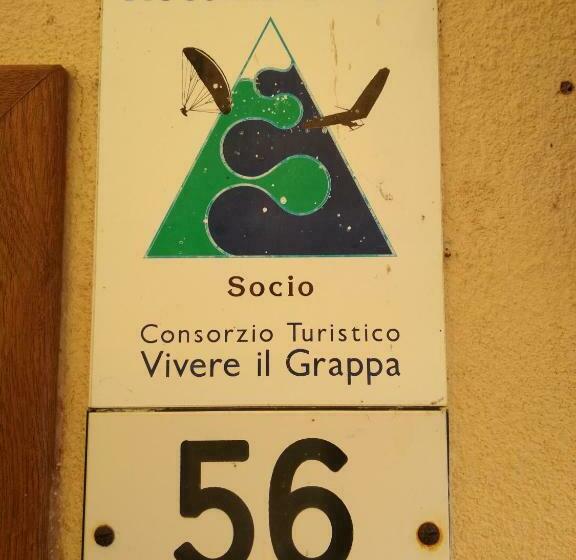 Socio
Consorzio Turistico
Vivere il Grappa
56